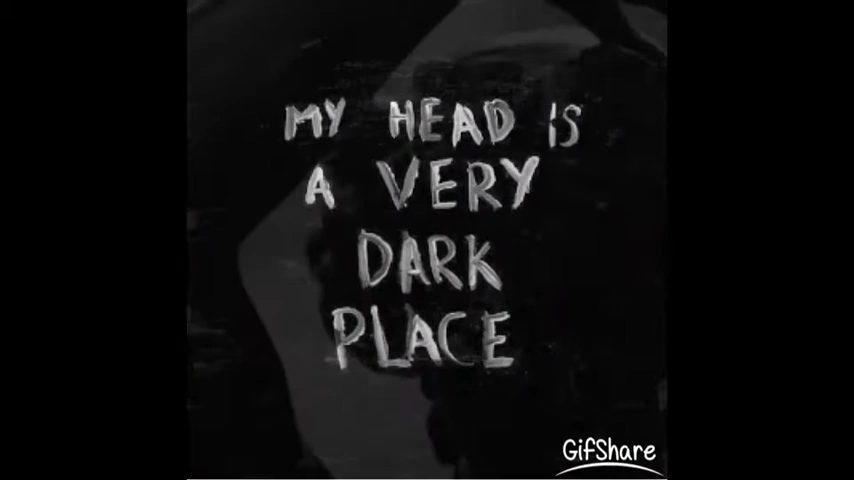 MY HEAD IS
A VERY
DARK
PLACE
GifShare